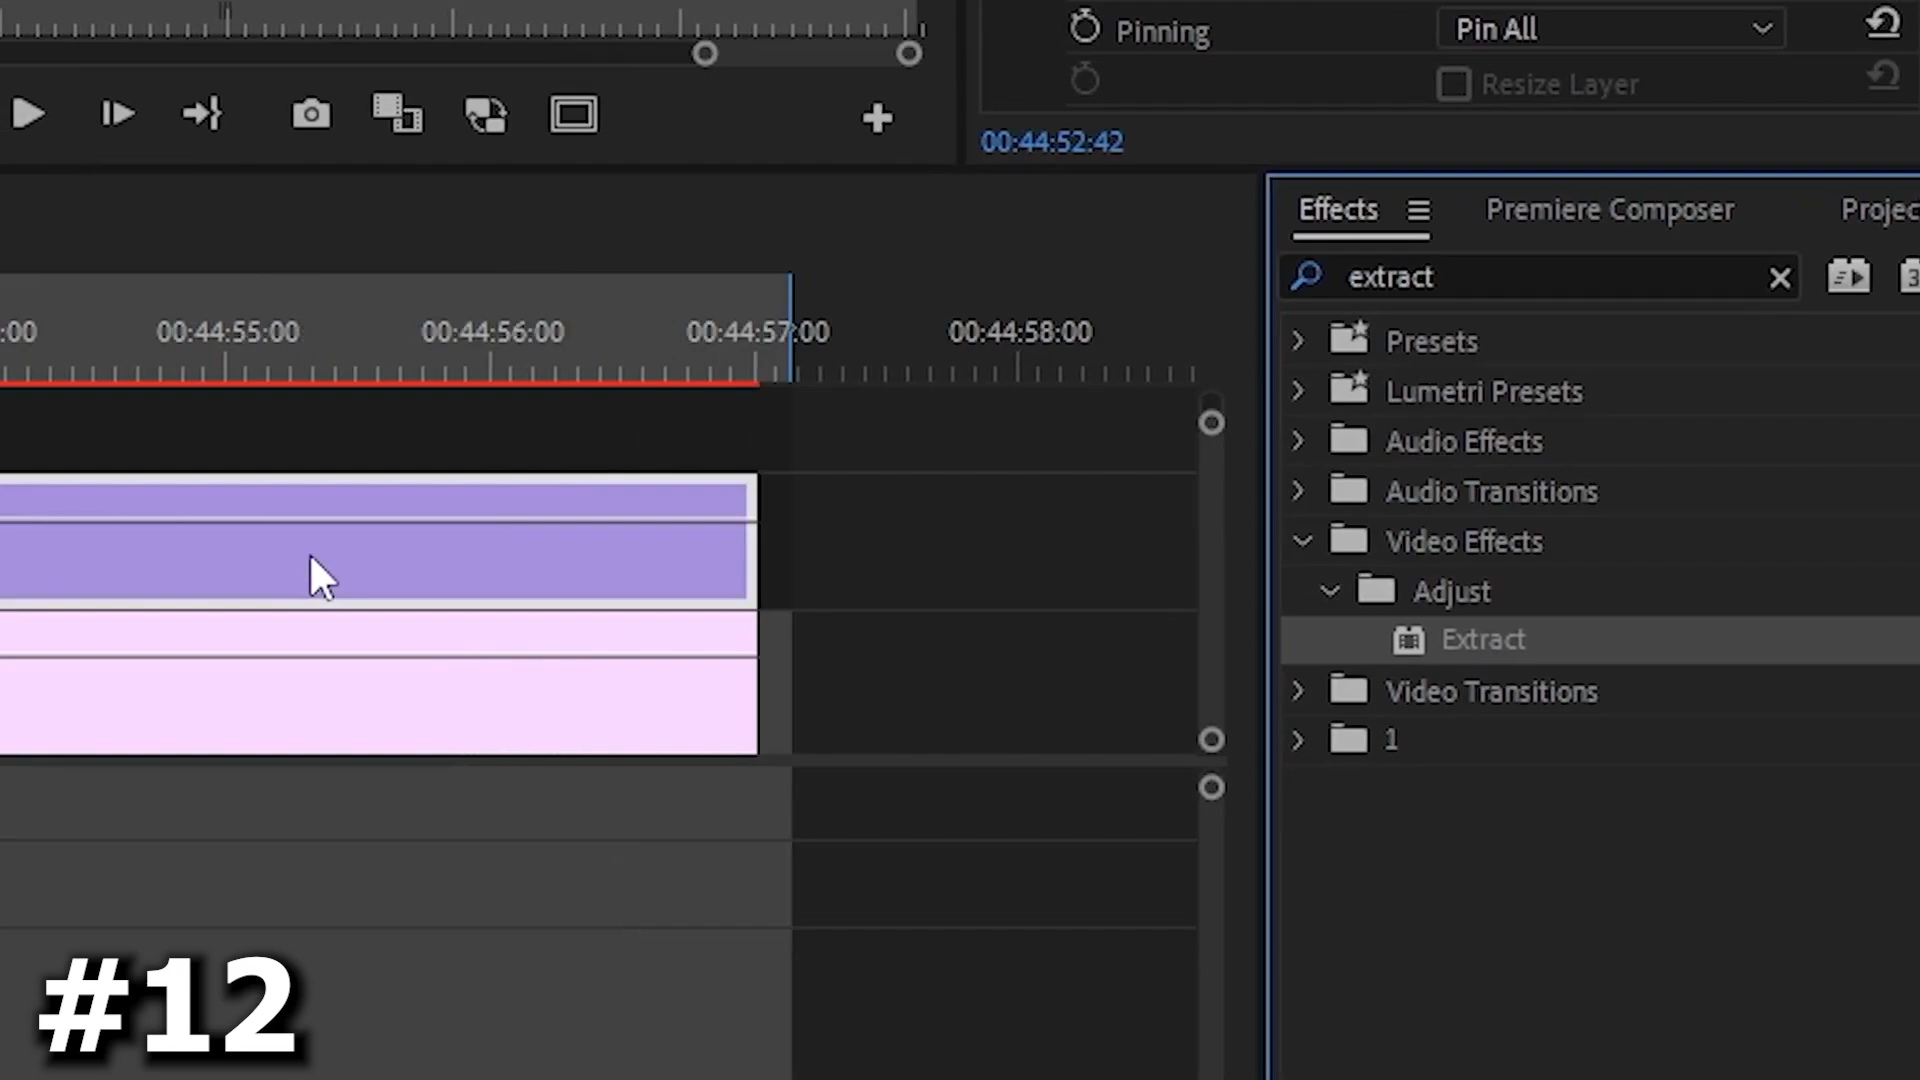 Pinning
Pin All
Resize Layer
00:44:52:42
Effects
Premiere Composer
Projec
extract
:00
00:44:55:00
00:44:56:00
00:44:57:00
00:44:58:00
Presets
Lumetri Presets
Audio Effects
Audio Transitions
Video Effects
Adjust
Extract
Video Transitions
1
#12